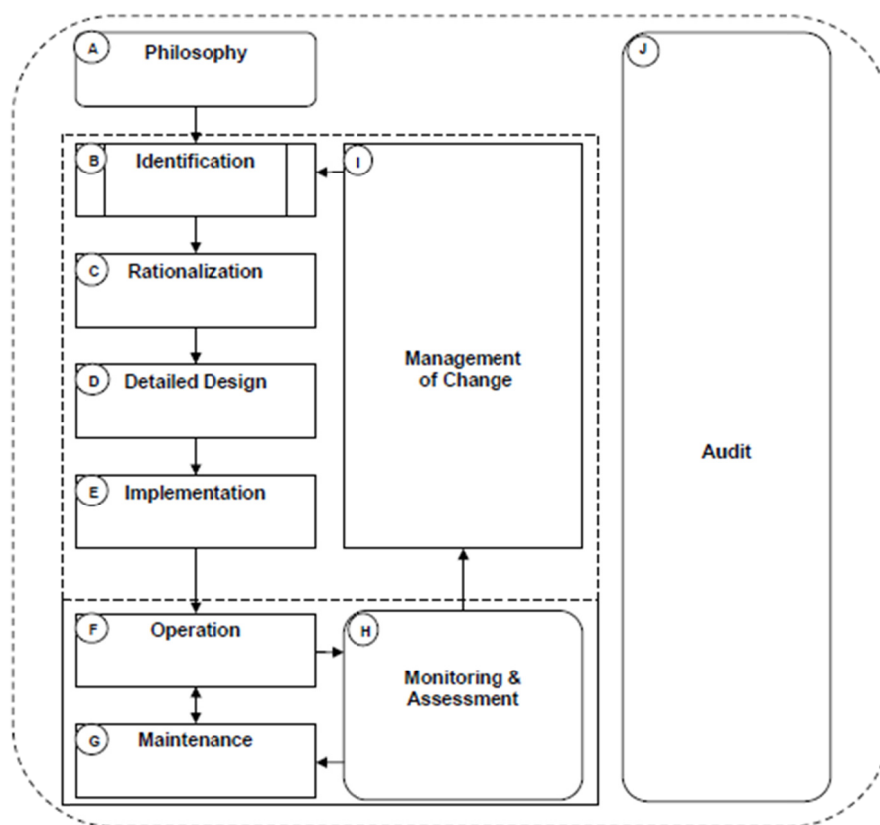 A
Philosophy
J
B
Identification
I
C
Rationalization
Management
of Change
D
Detailed Design
Audit
E
Implementation
F
Operation
H
Monitoring &
Assessment
G
Maintenance